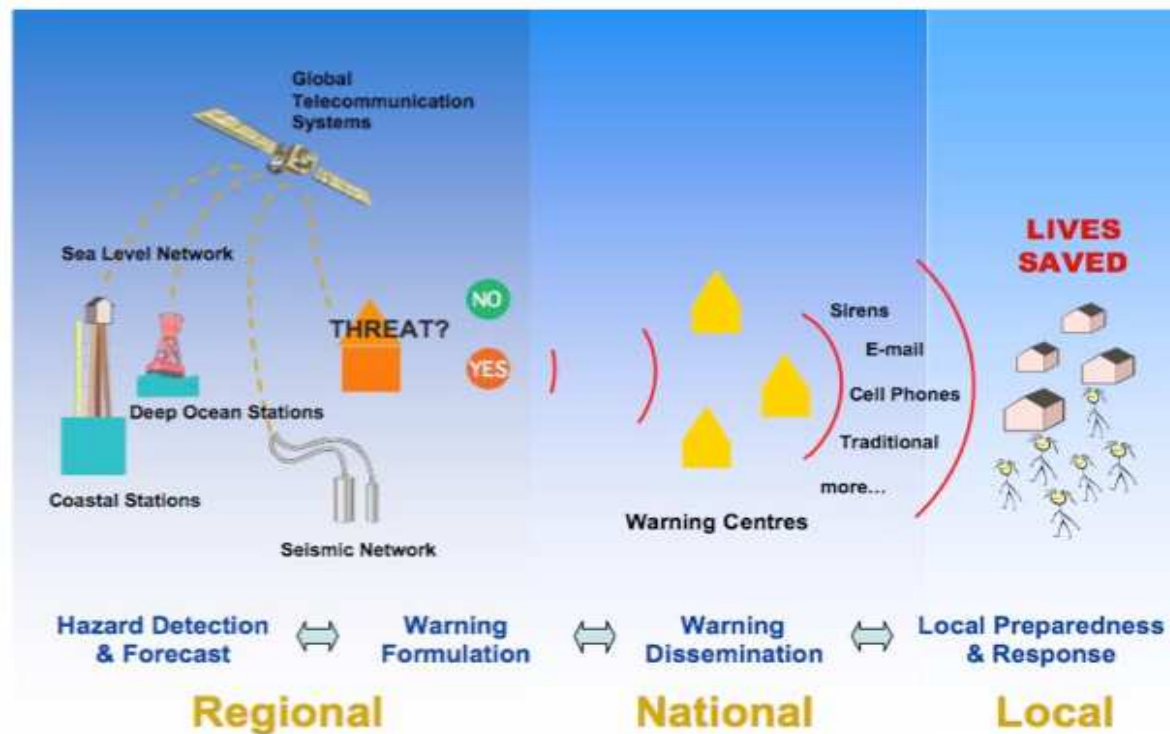 Global
Telecommunication
Systems
Sea Level Network
THREAT?
NO
YES
Deep Ocean Stations
Coastal Stations
Seismic Network
Sirens
E-mail
Cell Phones
Traditional
more...
Warning Centres
LIVES
SAVED
Hazard Detection
& Forecast
Warning
Formulation
Warning
Dissemination
Local Preparedness
& Response
Regional
National
Local